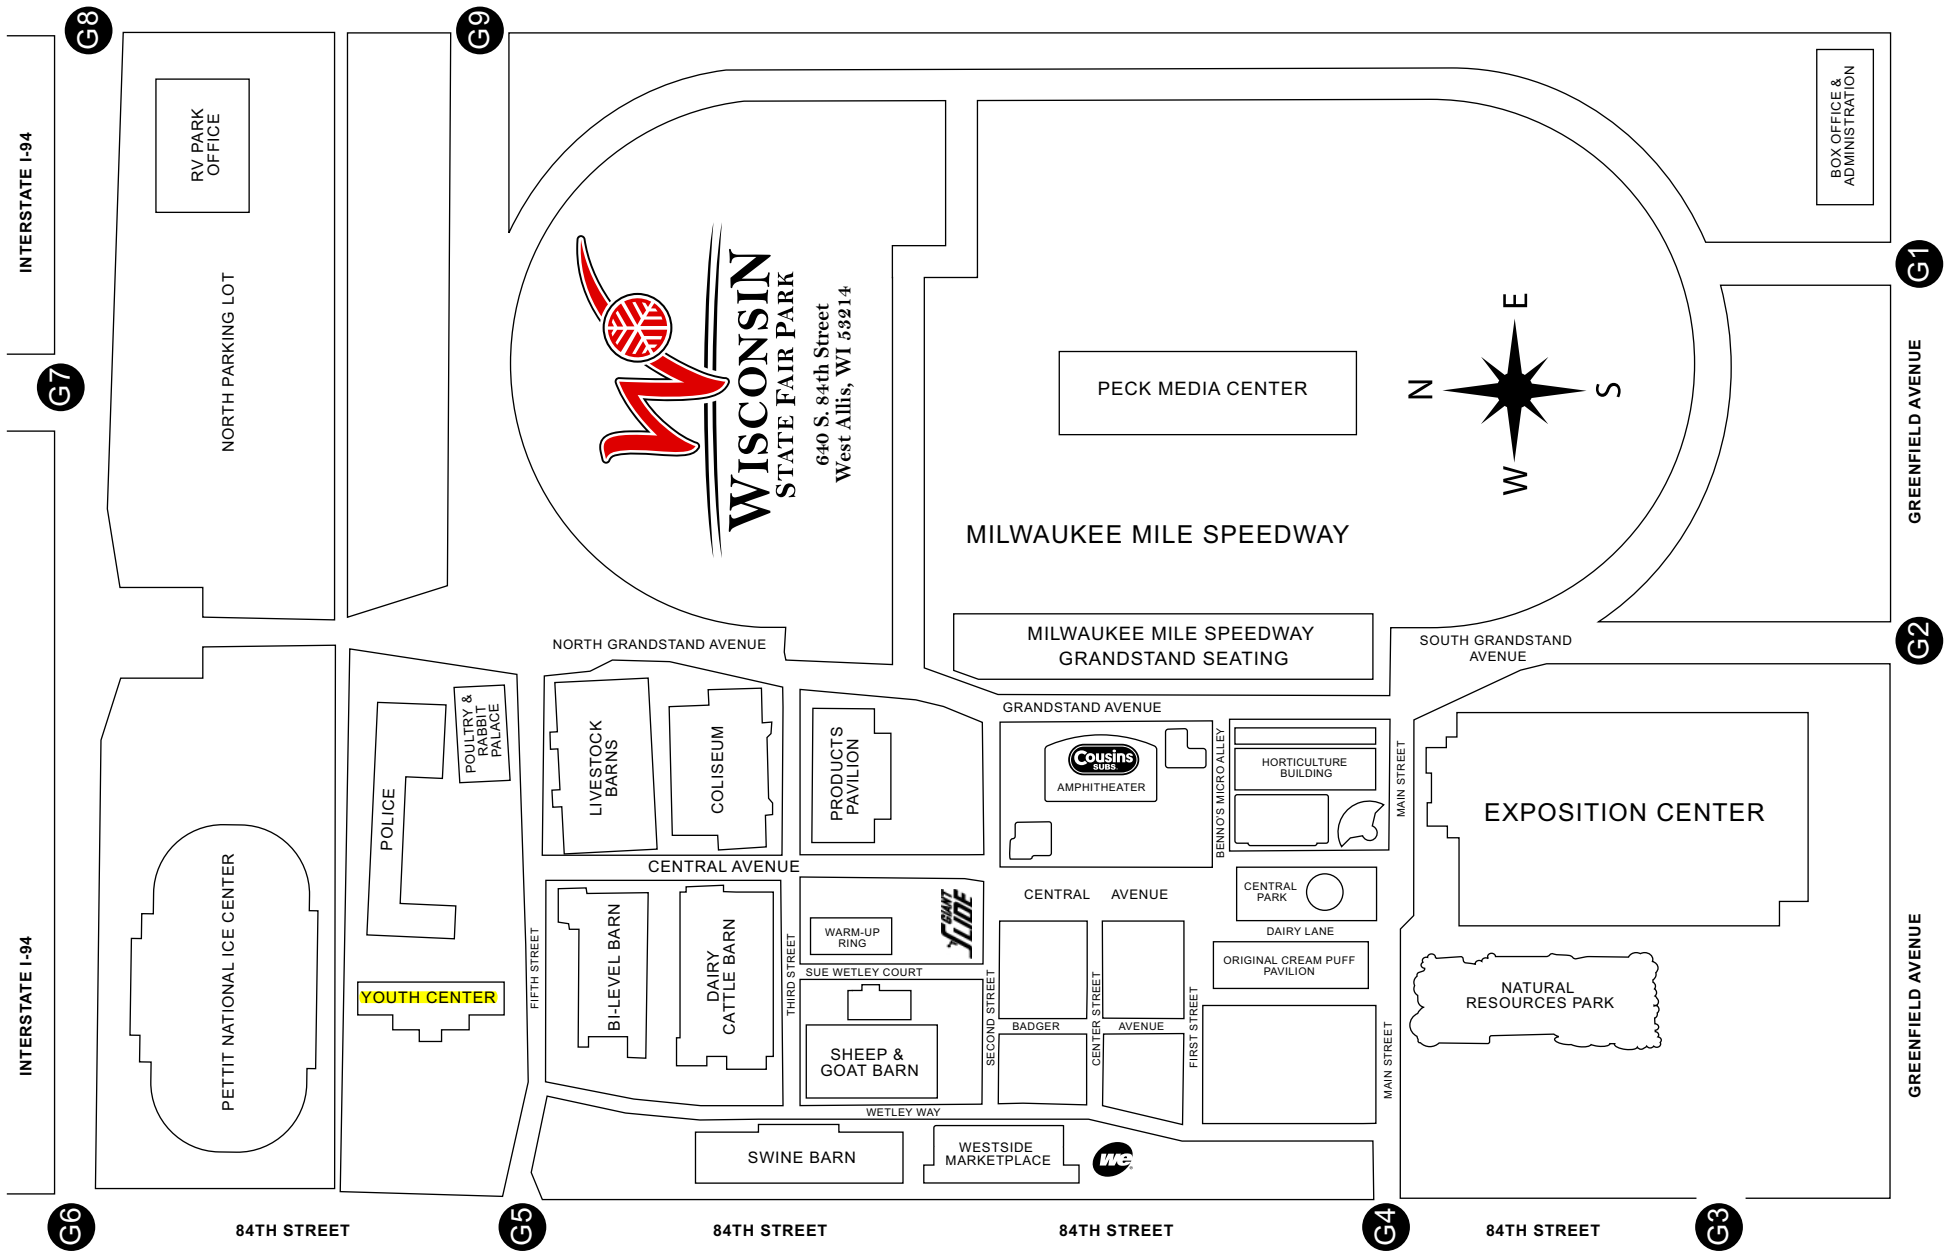 G8
G9
INTERSTATE I-94
RV PARK
OFFICE
BOX OFFICE &
ADMINISTRATION
G1
NORTH PARKING LOT
G7
WISCONSIN
STATE FAIR PARK
640 S. 84th Street
West Allis, WI 53214
PECK MEDIA CENTER
E
N
S
W
GREENFIELD AVENUE
MILWAUKEE MILE SPEEDWAY
MILWAUKEE MILE SPEEDWAY
GRANDSTAND SEATING
NORTH GRANDSTAND AVENUE
SOUTH GRANDSTAND
AVENUE
G2
GRANDSTAND AVENUE
POULTRY &
RABBIT
PALACE
POLICE
LIVESTOCK
BARNS
COLISEUM
PRODUCTS
PAVILION
Cousins
SUBS.
AMPHITHEATER
BENNO'S MICRO ALLEY
HORTICULTURE
BUILDING
MAIN STREET
EXPOSITION CENTER
CENTRAL AVENUE
CENTRAL AVENUE
PETTIT NATIONAL ICE CENTER
INTERSTATE I-94
YOUTH CENTER
FIFTH STREET
BI-LEVEL BARN
DAIRY
CATTLE BARN
THIRD STREET
WARM-UP
RING
GIANT
SLIDE
SUE WETLEY COURT
SECOND STREET
CENTER STREET
FIRST STREET
CENTRAL
PARK
DAIRY LANE
ORIGINAL CREAM PUFF
PAVILION
NATURAL
RESOURCES PARK
BADGER AVENUE
SHEEP &
GOAT BARN
MAIN STREET
GREENFIELD AVENUE
WETLEY WAY
SWINE BARN
WESTSIDE
MARKETPLACE
we
G6
84TH STREET
G5
84TH STREET
84TH STREET
G4
84TH STREET
G3